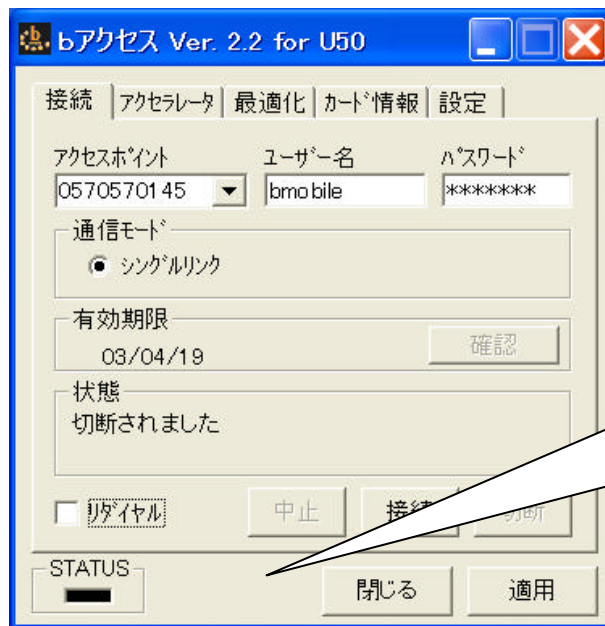 bアクセス Ver. 2.2 for U50
接続 アクセラレータ 最適化 カード情報 設定
アクセスポイント ユーザー名 パスワード
0570570145 bmobile *******
通信モード
シングルリンク
有効期限
03/04/19 確認
状態
切断されました
リダイヤル 中止 接続 切断
STATUS
閉じる 適用